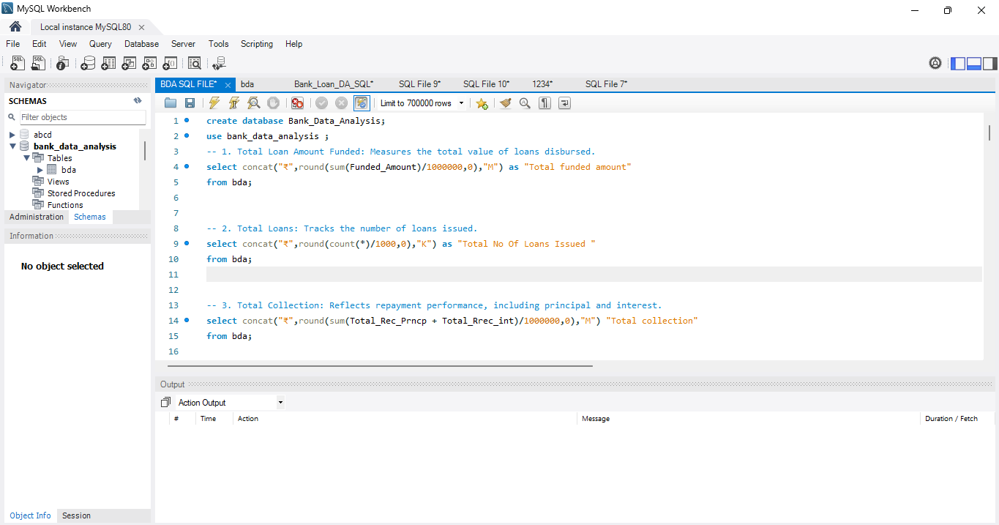 MySQL Workbench
Local instance MySQL80
File Edit View Query Database Server Tools Scripting Help
Navigator
SCHEMAS
Filter objects
abcd
bank_data_analysis
Tables
bda
Views
Stored Procedures
Functions
Administration Schemas
Information
No object selected
Object Info Session
BDA SQL FILE* bda Bank_Loan_DA_SQL* SQL File 9* SQL File 10* 1234* SQL File 7*
Limit to 700000 rows
1 create database Bank_Data_Analysis;
2 use bank_data_analysis ;
3 -- 1. Total Loan Amount Funded: Measures the total value of loans disbursed.
4 select concat("₹",round(sum(Funded_Amount)/1000000,0),"M") as "Total funded amount"
5 from bda;
6
7
8 -- 2. Total Loans: Tracks the number of loans issued.
9 select concat("₹",round(count(*)/1000,0),"K") as "Total No Of Loans Issued "
10 from bda;
11
12
13 -- 3. Total Collection: Reflects repayment performance, including principal and interest.
14 select concat("₹",round(sum(Total_Rec_Prncp + Total_Rrec_int)/1000000,0),"M") "Total collection"
15 from bda;
16
Output
Action Output
# Time Action Message Duration / Fetch